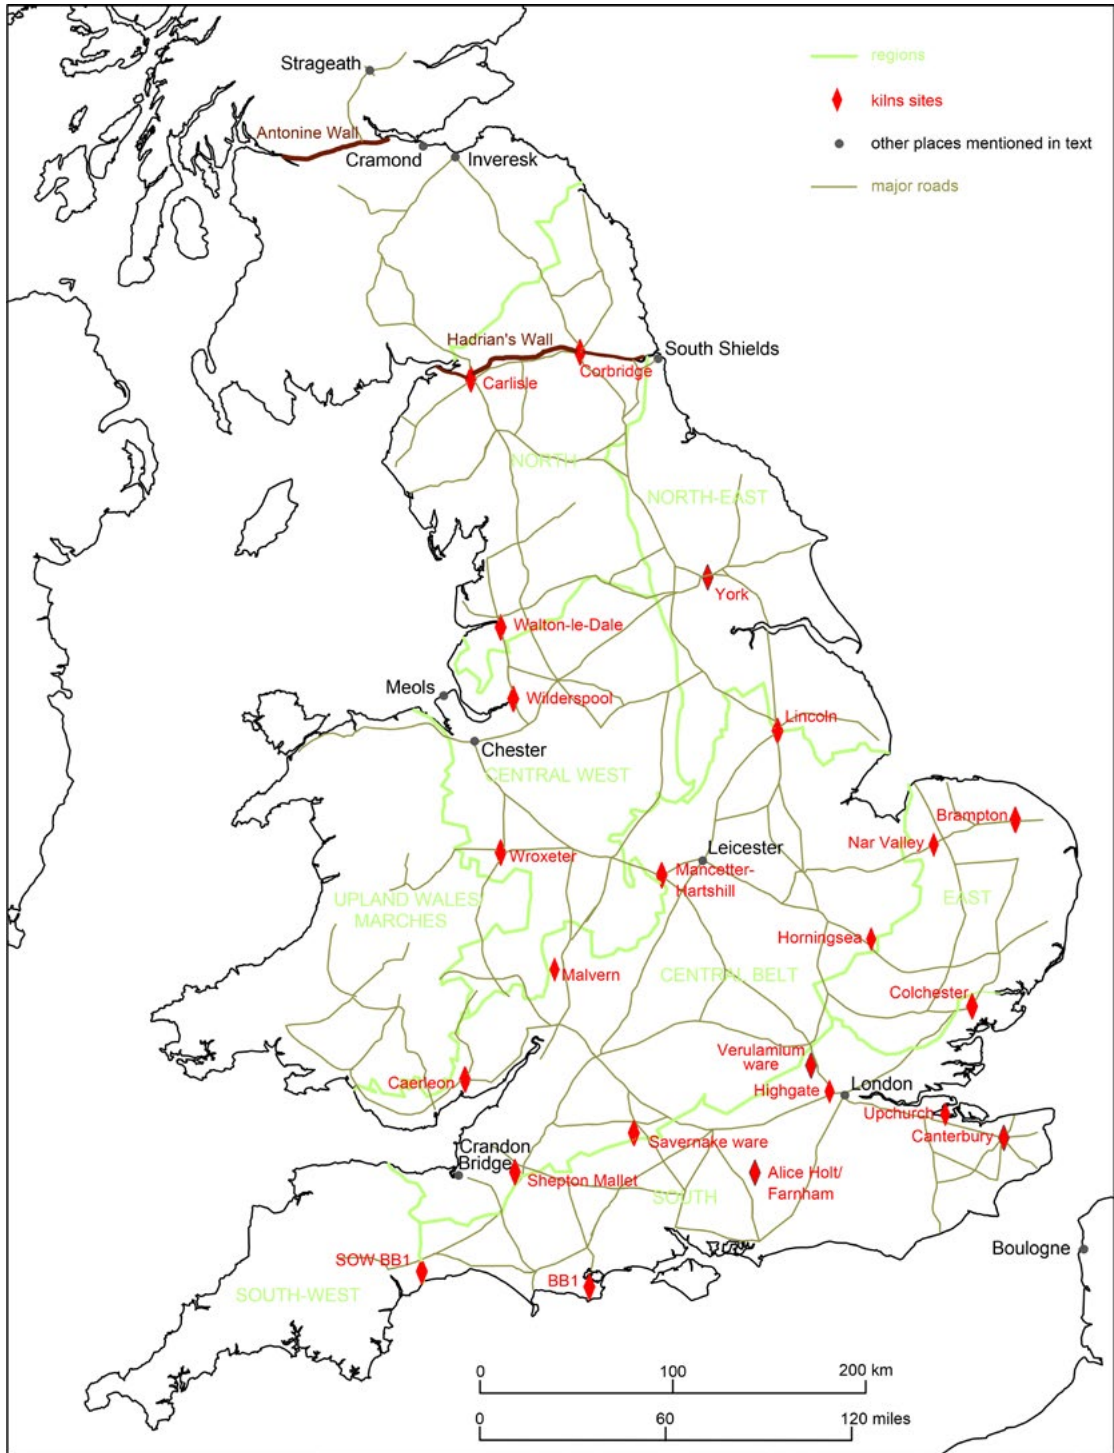 Strageath
regions
kilns sites
Antonine Wall
other places mentioned in text
Cramond
Inveresk
major roads
Hadrian's Wall
South Shields
Corbridge
Carlisle
NORTH
NORTH-EAST
York
Walton-le-Dale
Meols
Wilderspool
Lincoln
Chester
CENTRAL WEST
Brampton
Nar Valley
Leicester
Wroxeter
Mancetter-
Hartshill
UPLAND WALES/
MARCHES
EAST
Horningsea
Malvern
CENTRAL BELT
Colchester
Verulamium
ware
Caerleon
Highgate
London
Upchurch
Canterbury
Savernake ware
Crandon
Bridge
Shepton Mallet
Alice Holt/
Farnham
SOUTH
Boulogne
SOW BB1
BB1
SOUTH-WEST
0 100 200 km
0 60 120 miles